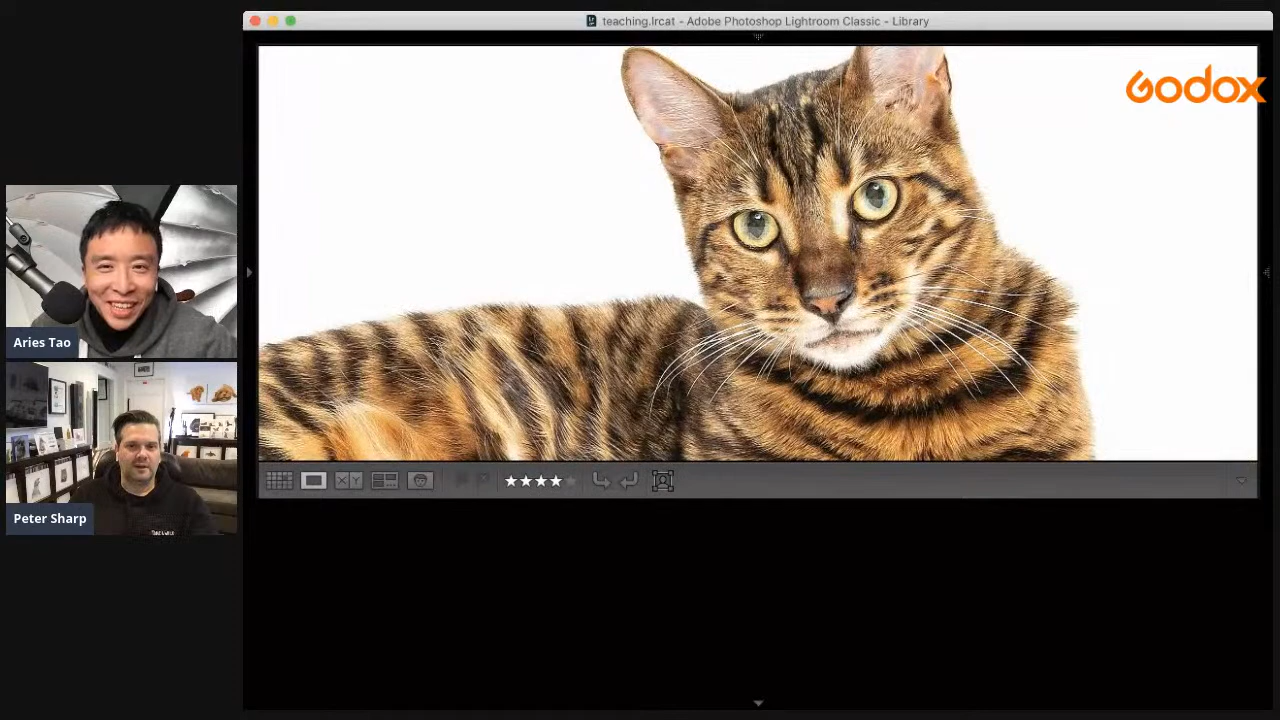 teaching.lrcat - Adobe Photoshop Lightroom Classic - Library
Godox
Aries Tao
Peter Sharp
X Y